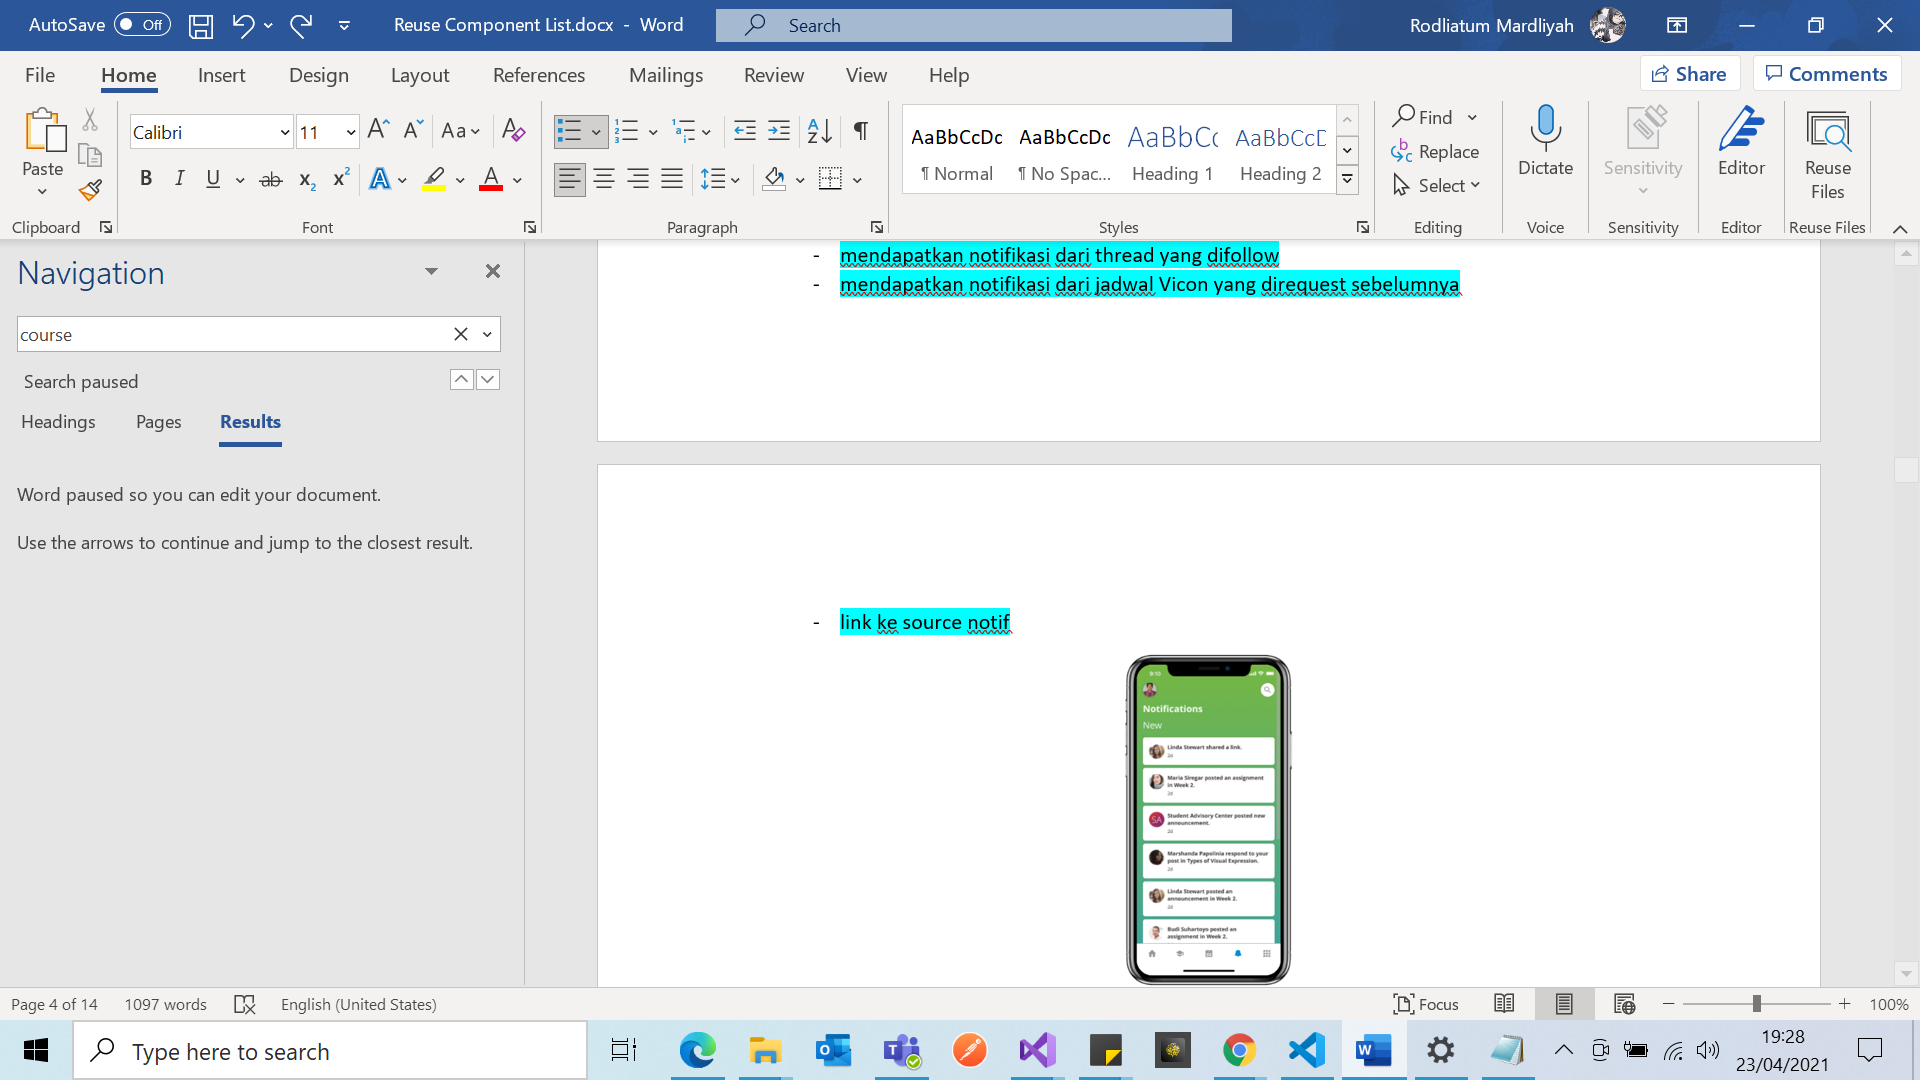 AutoSave Off Reuse Component List.docx - Word Search Rodliatum Mardliyah
File Home Insert Design Layout References Mailings Review View Help Share Comments
Calibri 11 AaBbCcDc AaBbCcDc AaBbCc AaBbCcD Find
Paste ¶ Normal ¶ No Spac... Heading 1 Heading 2 Replace
Select Dictate Sensitivity Editor Reuse Files
Clipboard Font Paragraph Styles Editing Voice Sensitivity Editor Reuse Files
Navigation
course
Search paused
Headings Pages Results
Word paused so you can edit your document.
Use the arrows to continue and jump to the closest result.
- mendapatkan notifikasi dari thread yang difollow
- mendapatkan notifikasi dari jadwal Vicon yang direquest sebelumnya
- link ke source notif
9:10
Notifications
New
Linda Stewart shared a link.
2d
Maria Siregar posted an assignment
in Week 2.
2d
SA
Student Advisory Center posted new
announcement.
2d
Marshanda Papolinia respond to your
post in Types of Visual Expression.
2d
Linda Stewart posted an
announcement in Week 2.
2d
Budi Suhartoyo posted an
assignment in Week 2.
Page 4 of 14 1097 words English (United States) Focus 100%
Type here to search
19:28
23/04/2021